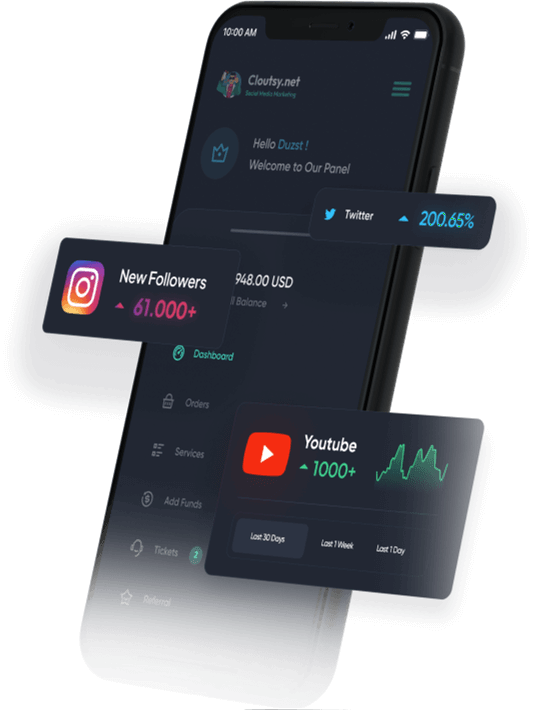 10:00 AM
Cloutsy.net
Social Media Marketing
Hello Duzst !
Welcome to Our Panel
Twitter 200.65%
New Followers
61.000+
948.00 USD
Balance
Dashboard
Orders
Services
Youtube
1000+
Add Funds
Last 30 Days Last 1 Week Last 1 Day
Tickets 2
Referral